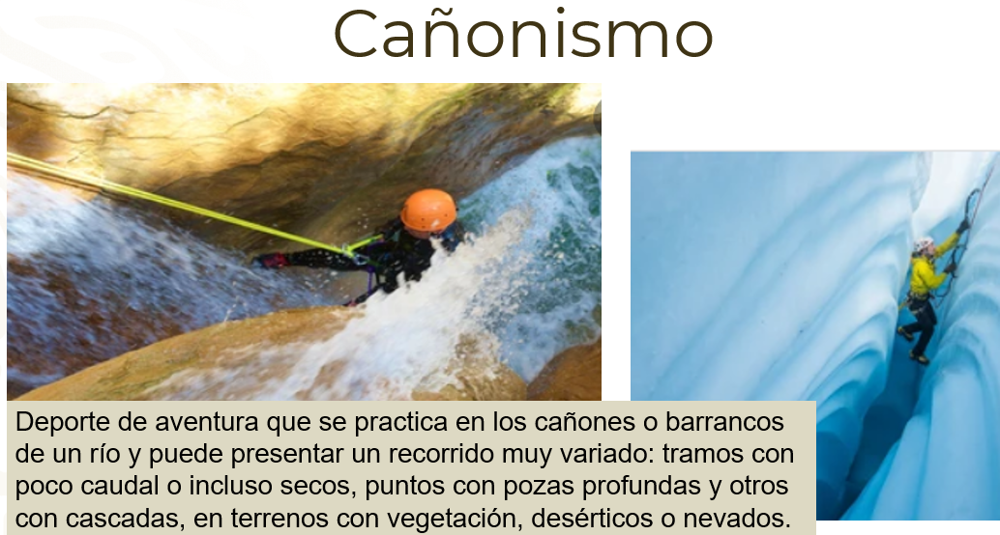 Cañonismo
Deporte de aventura que se practica en los cañones o barrancos
de un río y puede presentar un recorrido muy variado: tramos con
poco caudal o incluso secos, puntos con pozas profundas y otros
con cascadas, en terrenos con vegetación, desérticos o nevados.